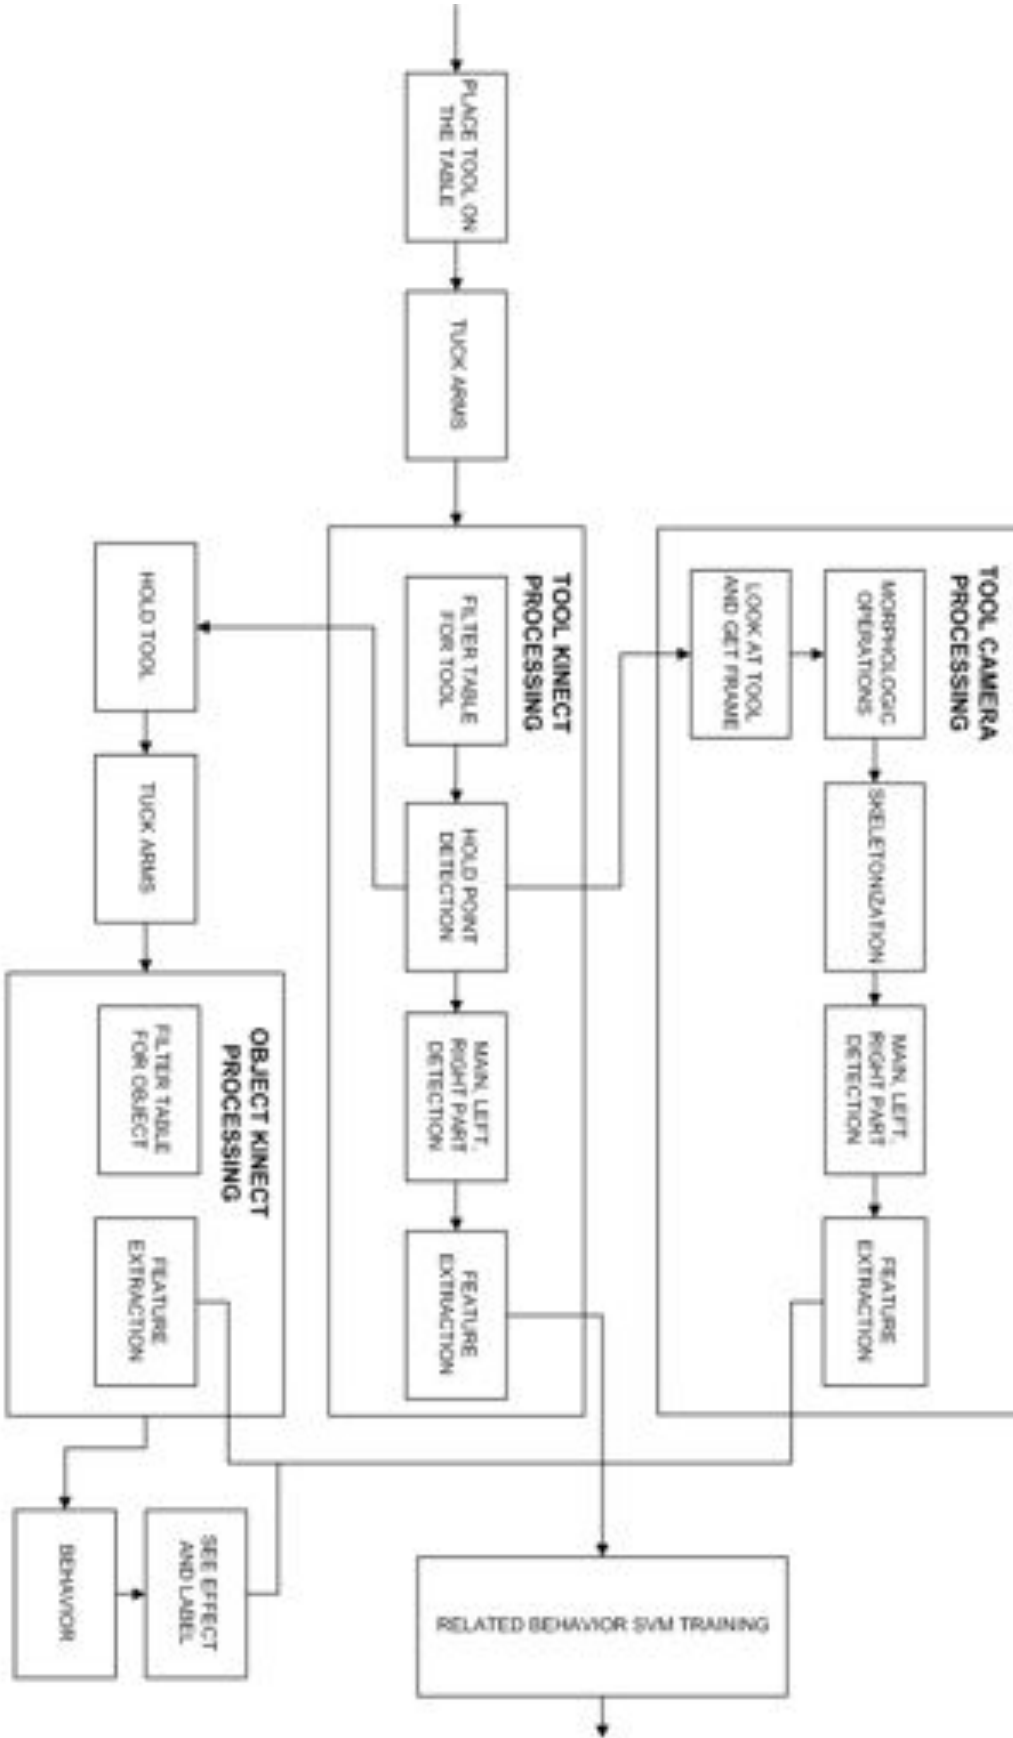 PLACE TOOL ON
THE TABLE
TUCK ARMS
TOOL CAMERA
PROCESSING
LOOK AT TOOL
AND GET FRAME
MORPHOLOGIC
OPERATIONS
SKELETONIZATION
MAIN, LEFT,
RIGHT PART
DETECTION
FEATURE
EXTRACTION
TOOL KINECT
PROCESSING
FILTER TABLE
FOR TOOL
HOLD POINT
DETECTION
MAIN, LEFT,
RIGHT PART
DETECTION
FEATURE
EXTRACTION
HOLD TOOL
TUCK ARMS
OBJECT KINECT
PROCESSING
FILTER TABLE
FOR OBJECT
FEATURE
EXTRACTION
BEHAVIOR
SEE EFFECT
AND LABEL
RELATED BEHAVIOR SVM TRAINING